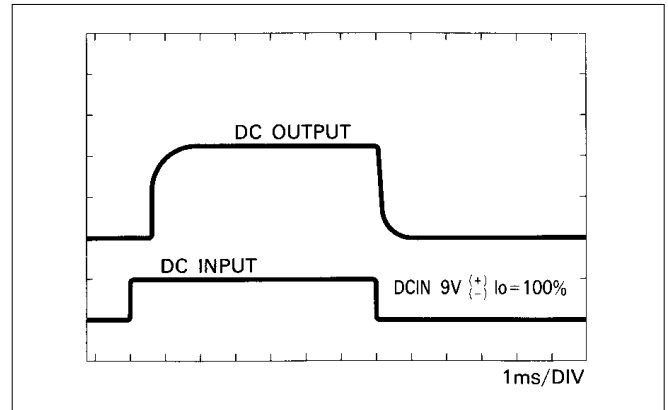 DC OUTPUT
DC INPUT
DCIN 9V (+) (-) Io=100%
1ms/DIV